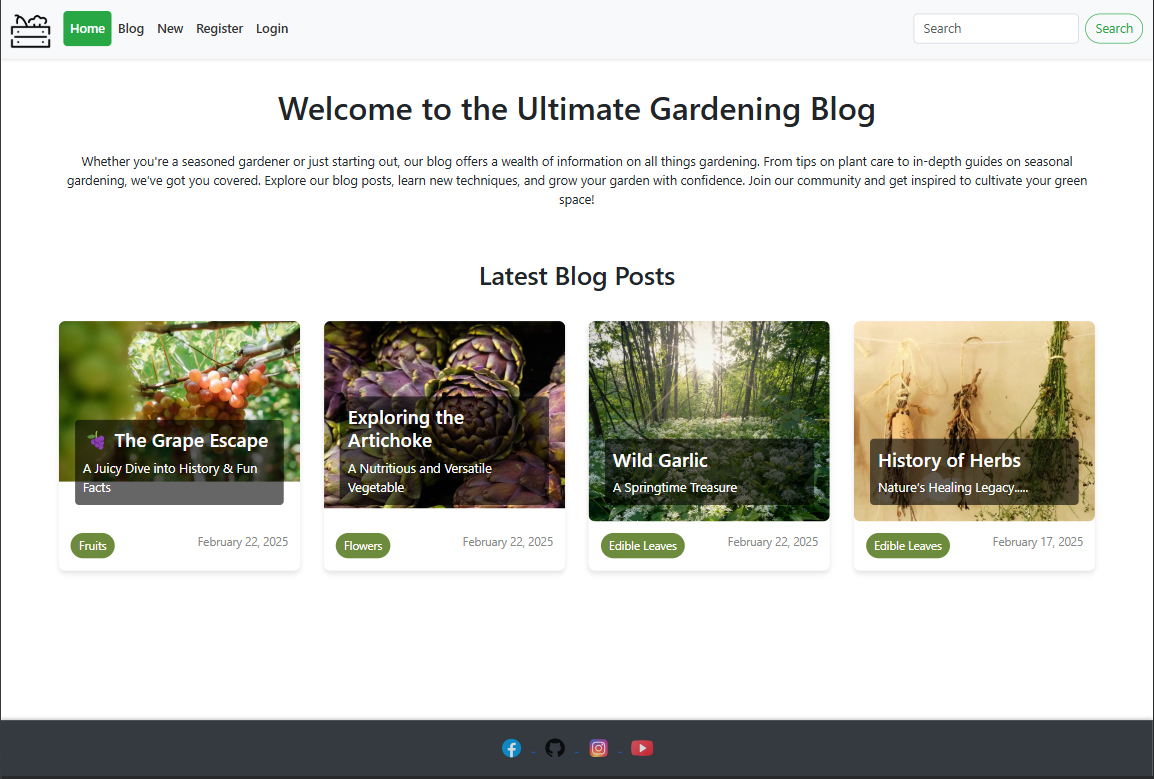 Home Blog New Register Login Search Search
Welcome to the Ultimate Gardening Blog
Whether you're a seasoned gardener or just starting out, our blog offers a wealth of information on all things gardening. From tips on plant care to in-depth guides on seasonal
gardening, we've got you covered. Explore our blog posts, learn new techniques, and grow your garden with confidence. Join our community and get inspired to cultivate your green
space!
Latest Blog Posts
🍇 The Grape Escape
A Juicy Dive into History & Fun
Facts
Fruits February 22, 2025
Exploring the
Artichoke
A Nutritious and Versatile
Vegetable
Flowers February 22, 2025
Wild Garlic
A Springtime Treasure
Edible Leaves February 22, 2025
History of Herbs
Nature's Healing Legacy.....
Edible Leaves February 17, 2025